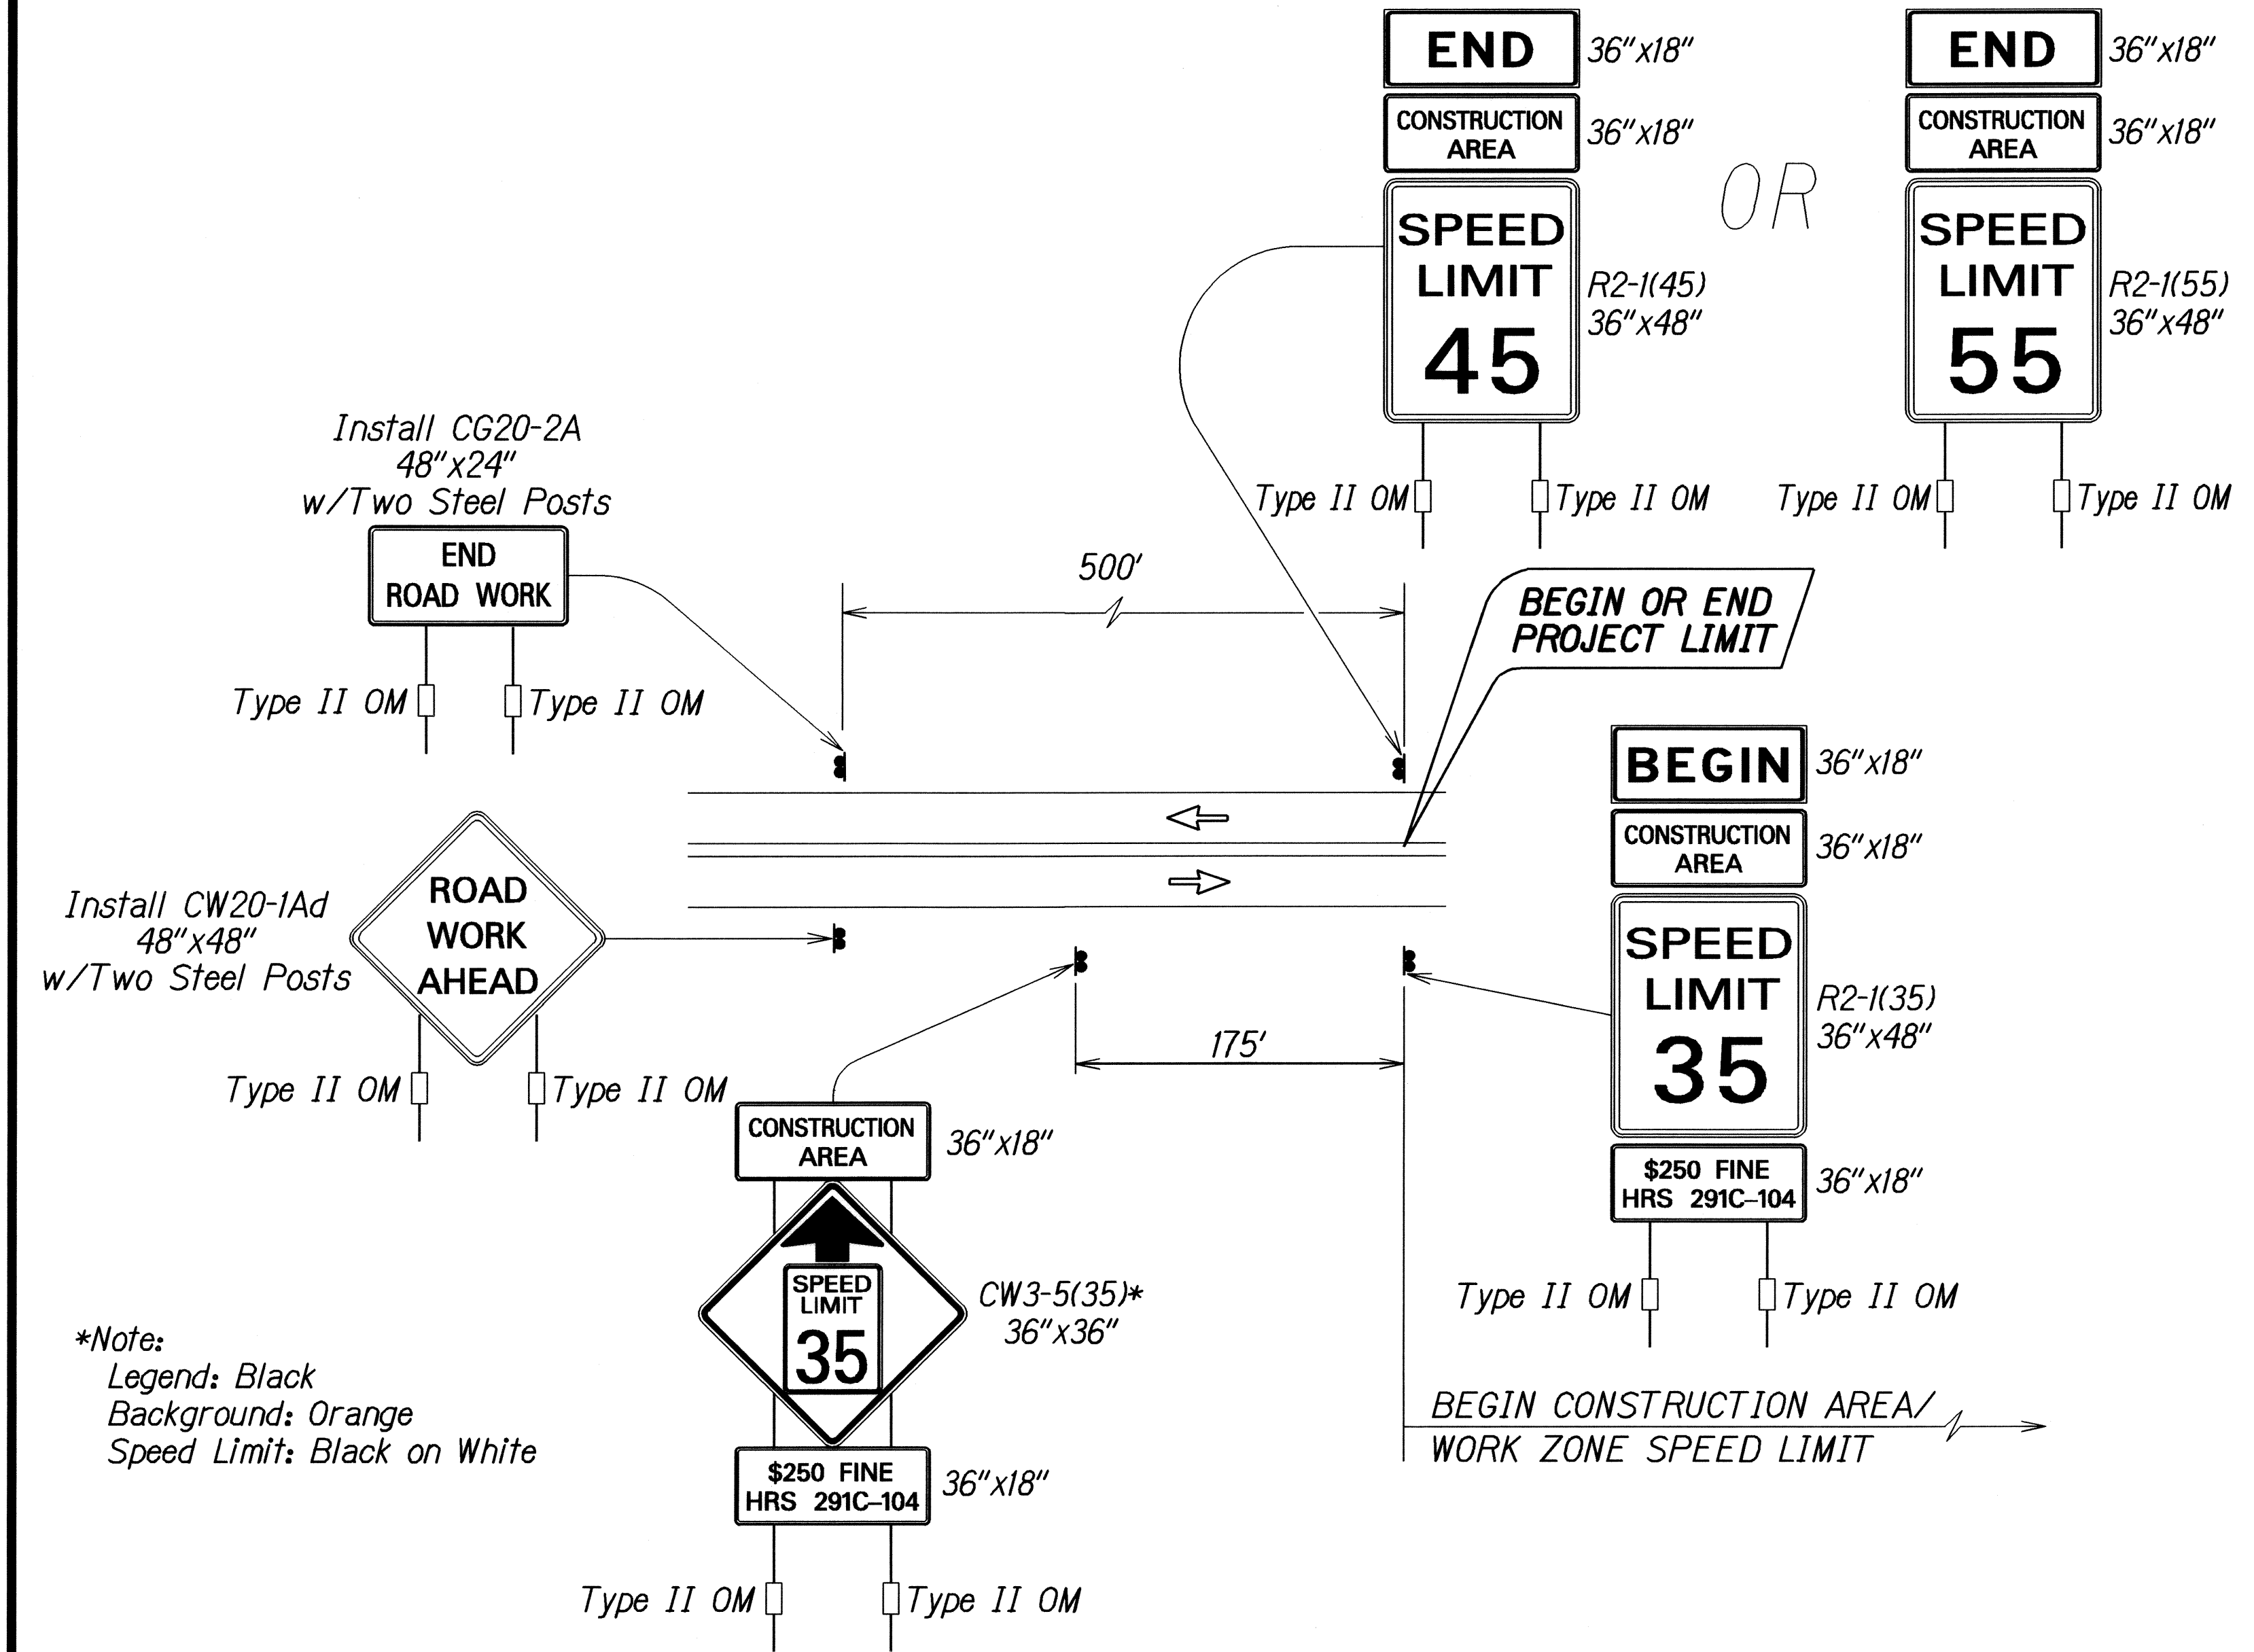 END
36"x18"
CONSTRUCTION
AREA
36"x18"
SPEED
LIMIT
45
R2-1(45)
36"x48"
Type II OM
Type II OM
OR
END
36"x18"
CONSTRUCTION
AREA
36"x18"
SPEED
LIMIT
55
R2-1(55)
36"x48"
Type II OM
Type II OM
Install CG20-2A
48"x24"
w/Two Steel Posts
END
ROAD WORK
Type II OM
Type II OM
500'
BEGIN OR END
PROJECT LIMIT
BEGIN
36"x18"
CONSTRUCTION
AREA
36"x18"
SPEED
LIMIT
35
R2-1(35)
36"x48"
$250 FINE
HRS 291C-104
36"x18"
Type II OM
Type II OM
Install CW20-1Ad
48"x48"
w/Two Steel Posts
ROAD
WORK
AHEAD
Type II OM
Type II OM
175'
CONSTRUCTION
AREA
36"x18"
SPEED
LIMIT
35
CW3-5(35)*
36"x36"
$250 FINE
HRS 291C-104
36"x18"
Type II OM
Type II OM
*Note:
Legend: Black
Background: Orange
Speed Limit: Black on White
BEGIN CONSTRUCTION AREA/
WORK ZONE SPEED LIMIT